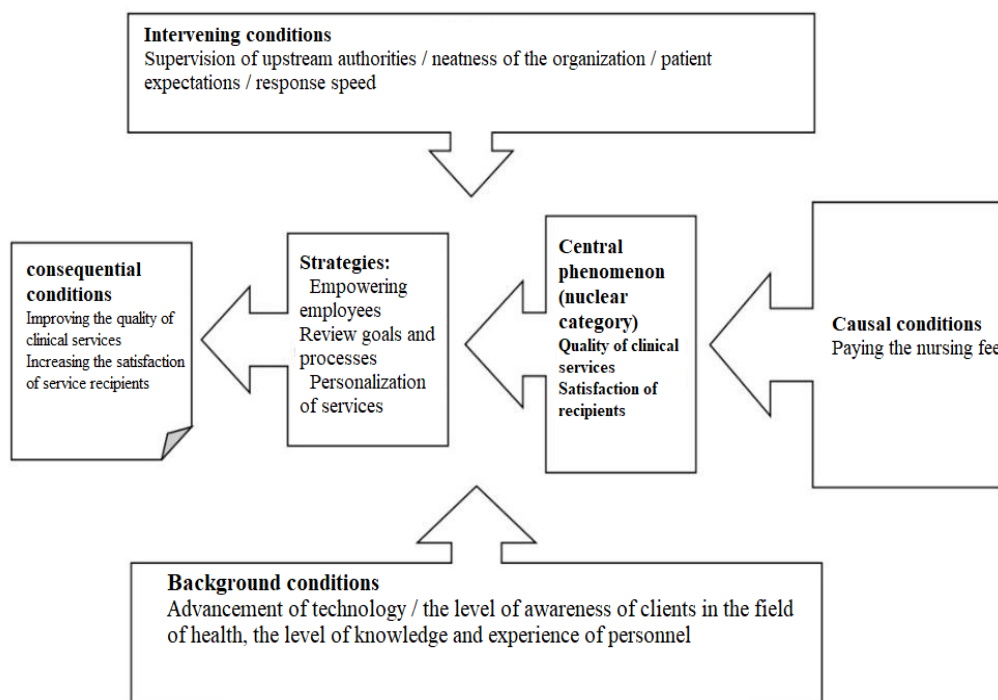 Intervening conditions
Supervision of upstream authorities / neatness of the organization / patient
expectations / response speed
consequential
conditions
Improving the quality of
clinical services
Increasing the satisfaction
of service recipients
Strategies:
Empowering
employees
Review goals and
processes
Personalization
of services
Central
phenomenon
(nuclear
category)
Quality of clinical
services
Satisfaction of
recipients
Causal conditions
Paying the nursing fee
Background conditions
Advancement of technology / the level of awareness of clients in the field
of health, the level of knowledge and experience of personnel